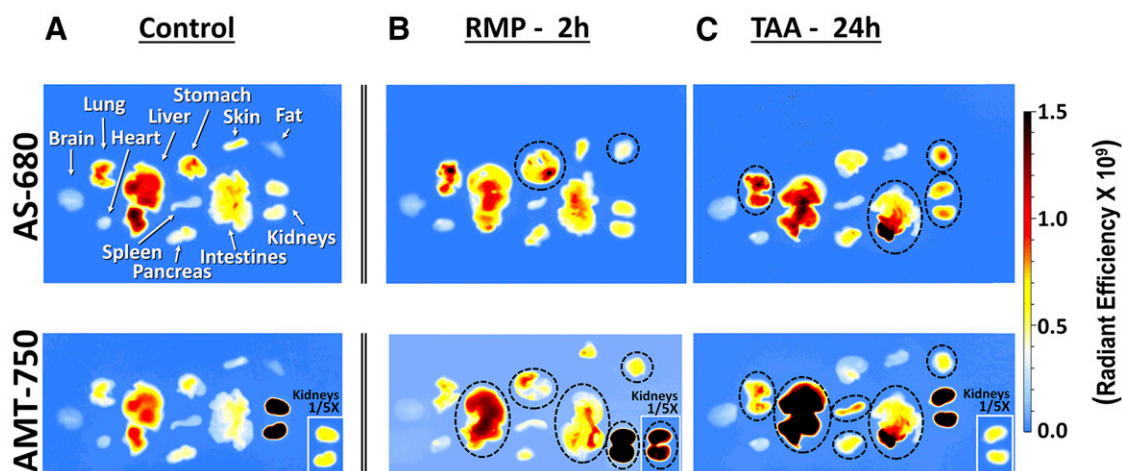 A Control B RMP - 2h C TAA - 24h
AS-680
Lung
Stomach
Liver
Skin
Fat
Brain
Heart
Spleen
Pancreas
Intestines
Kidneys
1.5
1.0
0.5
0.0
(Radiant Efficiency X 10⁹)
AMT-750
Kidneys
1/5X
Kidneys
1/5X
Kidneys
1/5X